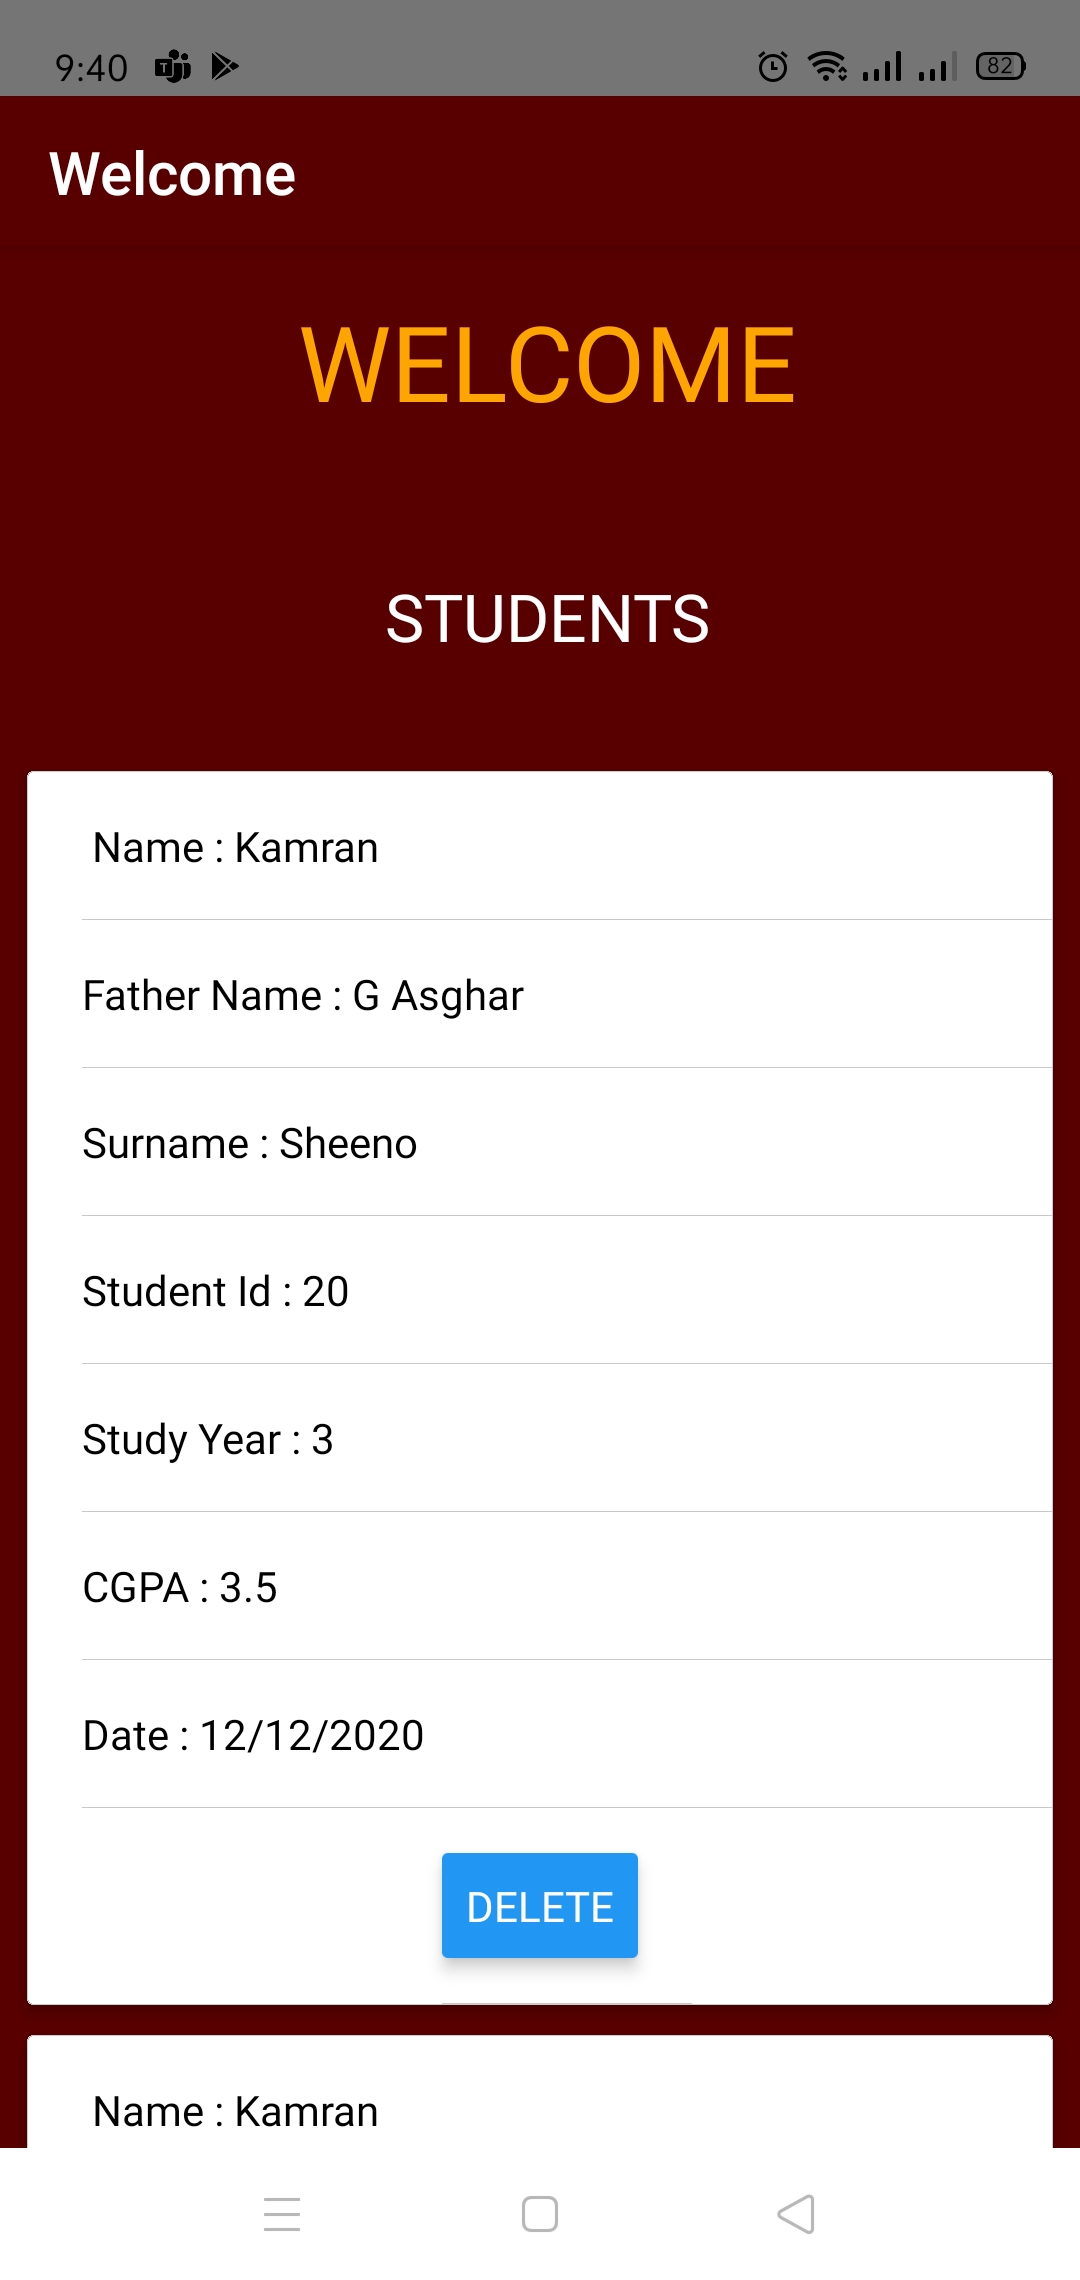 9:40
82
Welcome
WELCOME
STUDENTS
Name : Kamran
Father Name : G Asghar
Surname : Sheeno
Student Id : 20
Study Year : 3
CGPA : 3.5
Date : 12/12/2020
DELETE
Name : Kamran